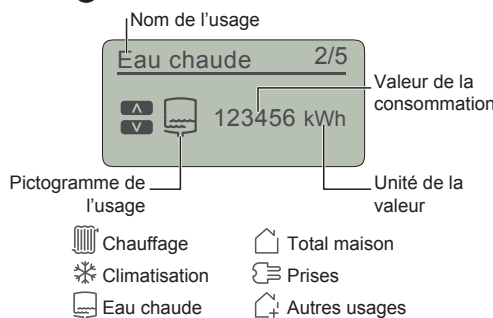 Nom de l'usage
Eau chaude 2/5
Valeur de la
consommation
123456 kWh
Pictogramme de
l'usage
Unité de la
valeur
Chauffage
Total maison
Climatisation
Prises
Eau chaude
Autres usages